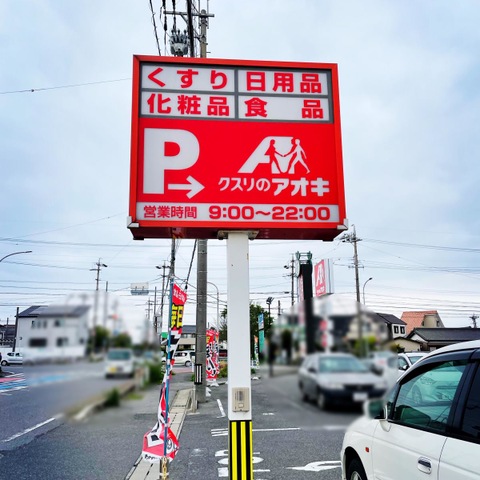 くすり 日用品
化粧品 食品
P
クスリのアオキ
営業時間 9:00〜22:00